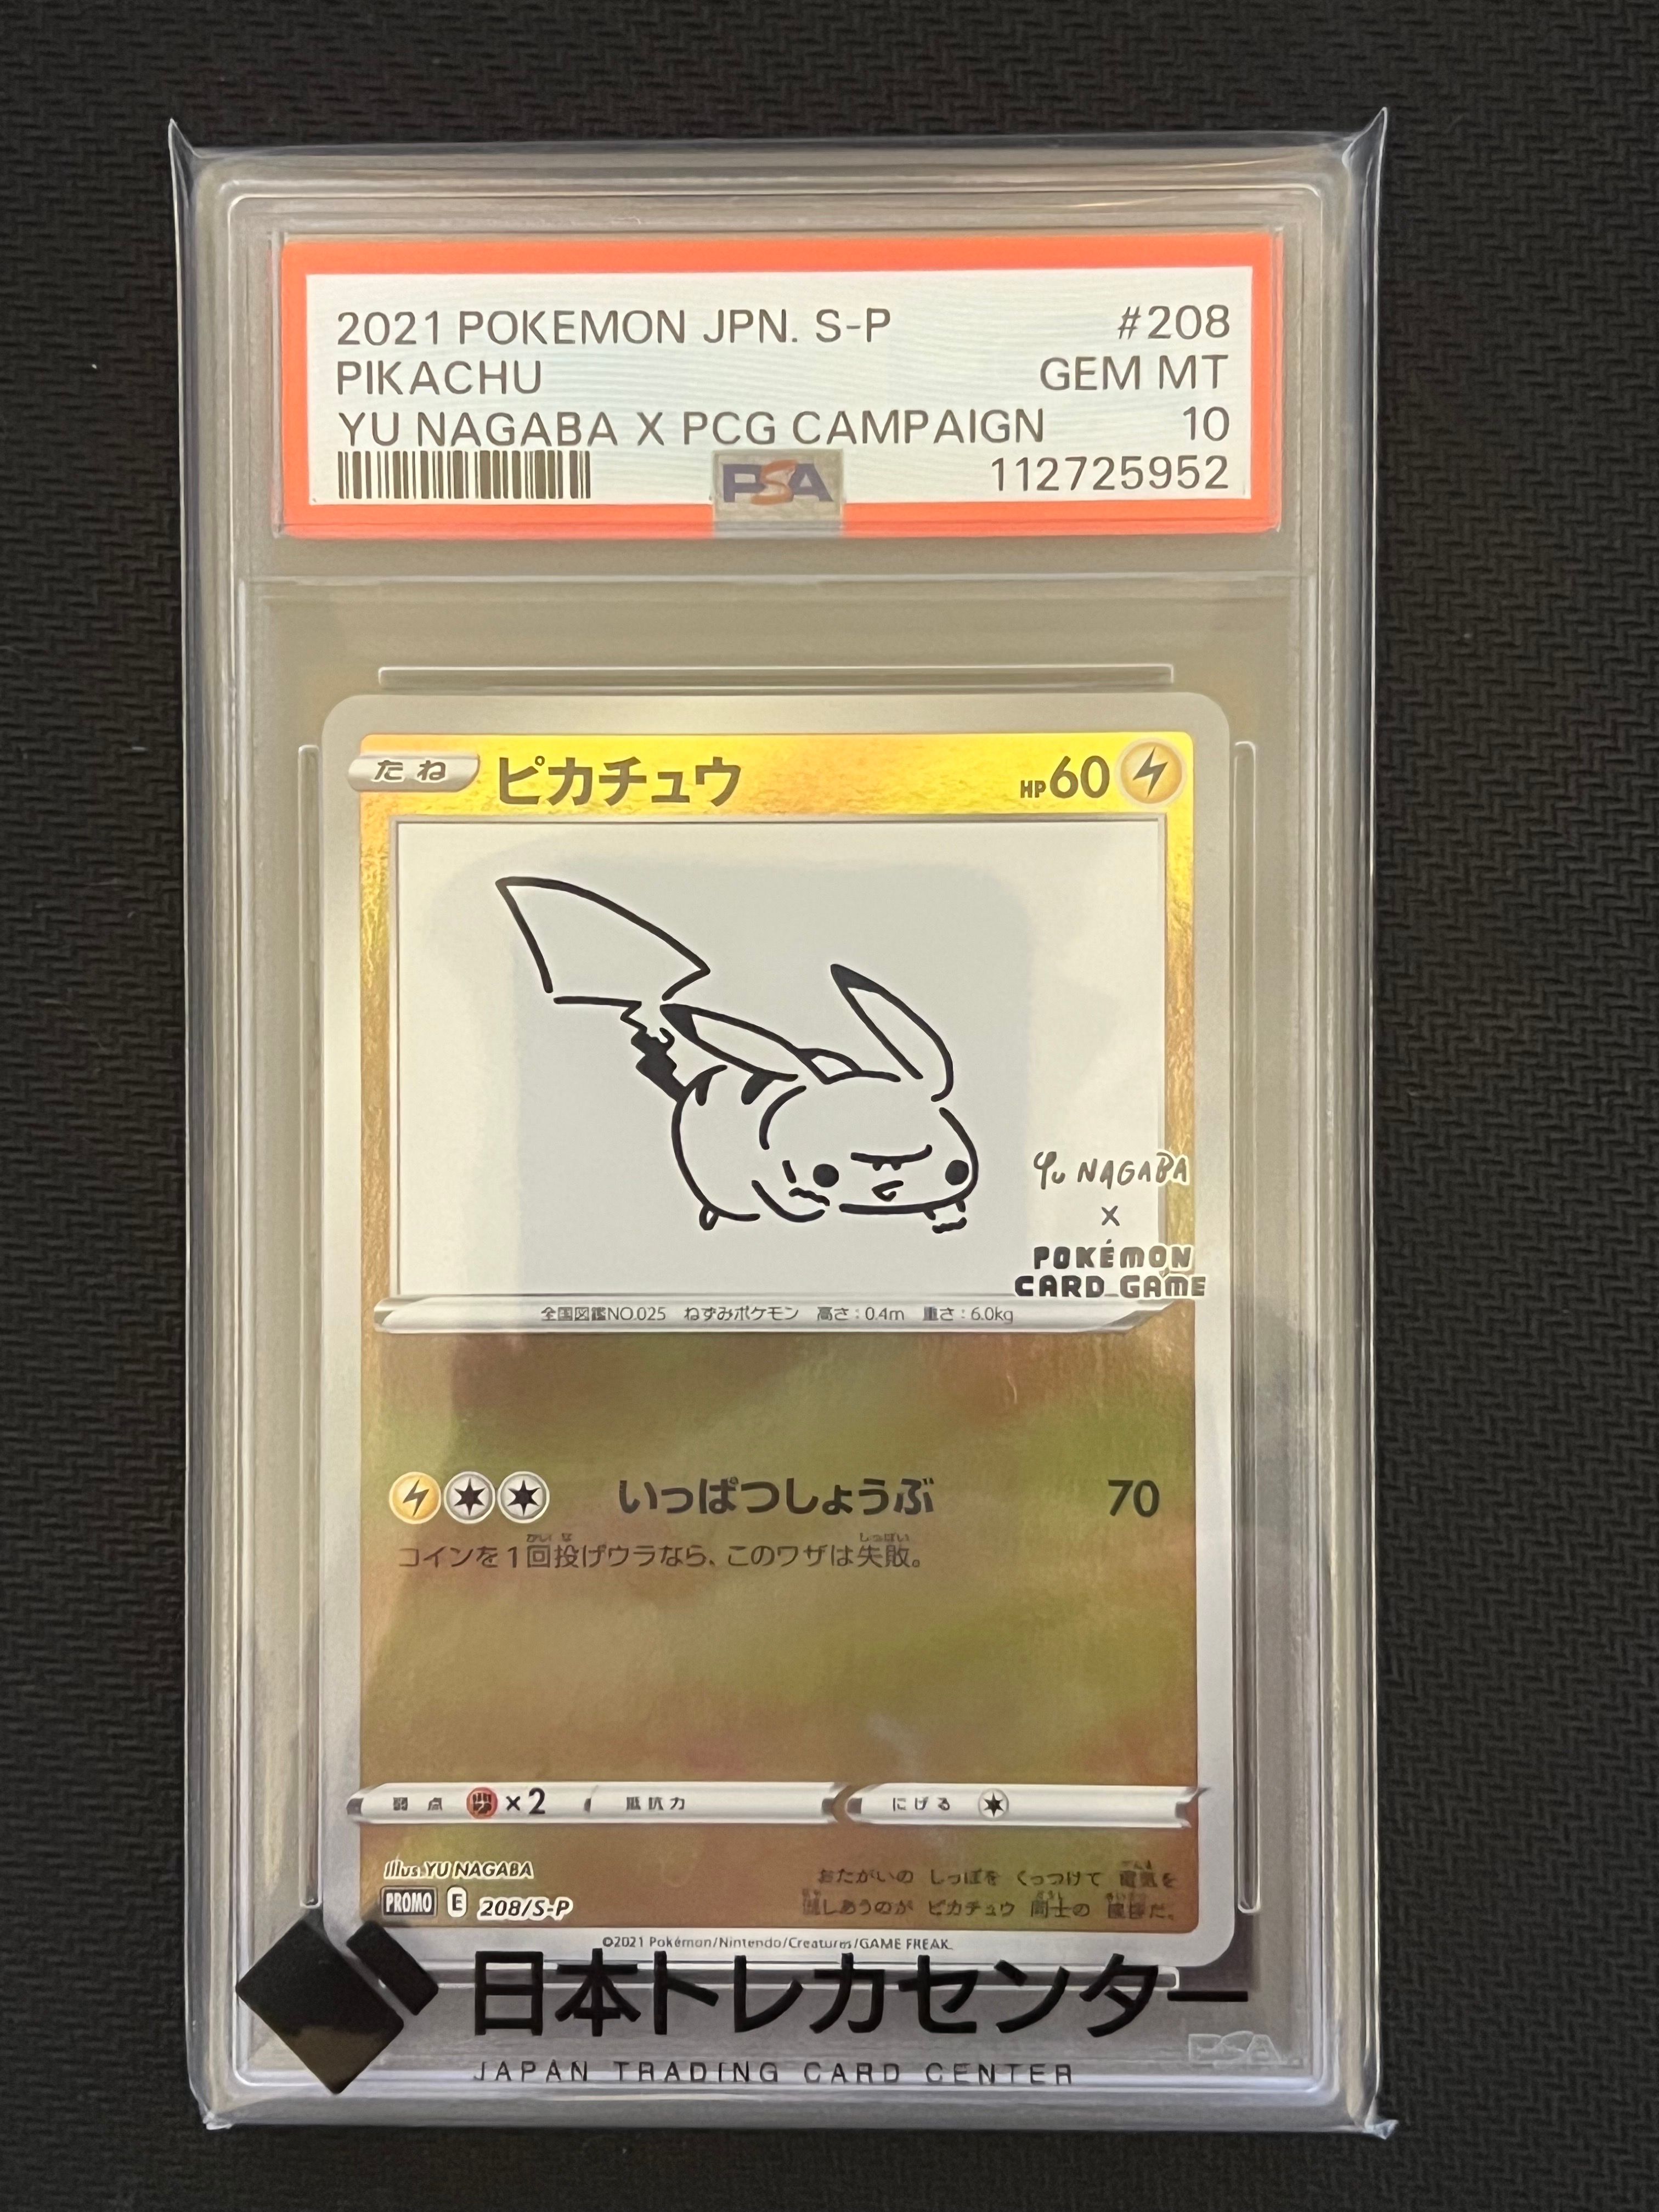 2021 POKEMON JPN. S-P #208
PIKACHU GEM MT
YU NAGABA X PCG CAMPAIGN 10
PSA 112725952
たね ピカチュウ HP60
YU NAGABA
×
POKÉMON
CARD GAME
全国図鑑NO.025 ねずみポケモン 高さ:0.4m 重さ:6.0kg
いっぱつしょうぶ 70
コインを1回投げウラなら、このワザは失敗。
弱点 ×2 抵抗力 にげる
Illus. YU NAGABA
おたがいの しっぽを くっつけて 電気を
PROMO E 208/S-P
しあうのが ピカチュウ 同士の 挨拶だ。
©2021 Pokémon/Nintendo/Creatures/GAME FREAK
日本トレカセンター
PSA
JAPAN TRADING CARD CENTER